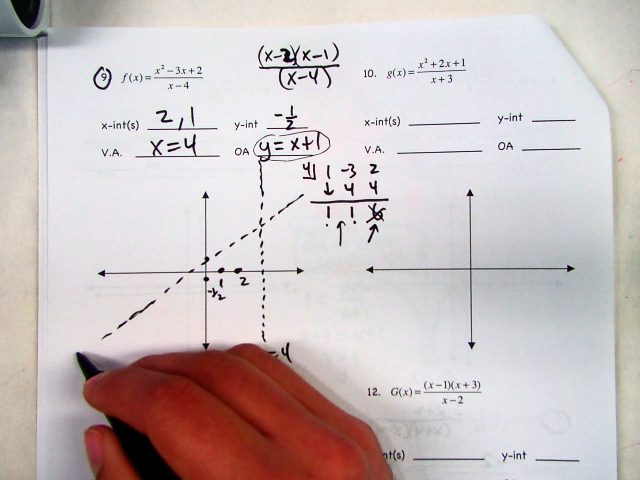 (x-2)(x-1)
(x-4)
9 f(x) = x² − 3x + 2
x − 4
10. g(x) = x² + 2x + 1
x + 3
x-int(s) 2, 1 y-int -1/2
V.A. x=4 OA y = x+1
x-int(s) y-int
V.A. OA
4 1 -3 2
↓ 4 4
1 1 6
1 2
-1/2
=4
12. G(x) = (x − 1)(x + 3)
x − 2
nt(s) y-int